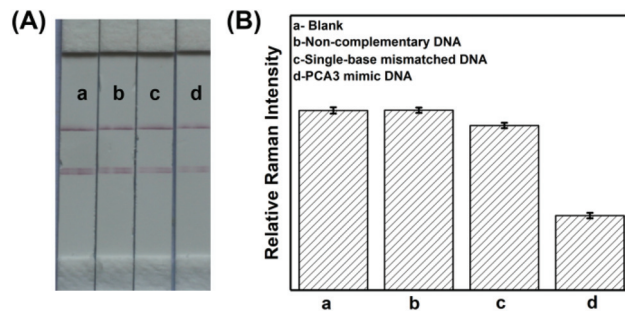 (A)
a b c d
(B)
a- Blank
b-Non-complementary DNA
c-Single-base mismatched DNA
d-PCA3 mimic DNA
Relative Raman Intensity
a b c d